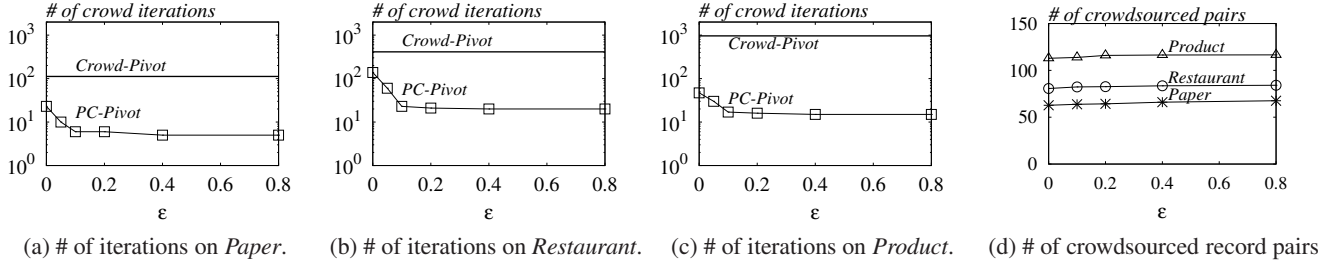 # of crowd iterations
10³
10²
10¹
10⁰
Crowd-Pivot
PC-Pivot
0 0.2 0.4 0.6 0.8
ε
(a) # of iterations on Paper.
# of crowd iterations
10³
10²
10¹
10⁰
Crowd-Pivot
PC-Pivot
0 0.2 0.4 0.6 0.8
ε
(b) # of iterations on Restaurant.
# of crowd iterations
10³
10²
10¹
10⁰
Crowd-Pivot
PC-Pivot
0 0.2 0.4 0.6 0.8
ε
(c) # of iterations on Product.
# of crowdsourced pairs
150
100
50
0
Product
Restaurant
Paper
0 0.2 0.4 0.6 0.8
ε
(d) # of crowdsourced record pairs